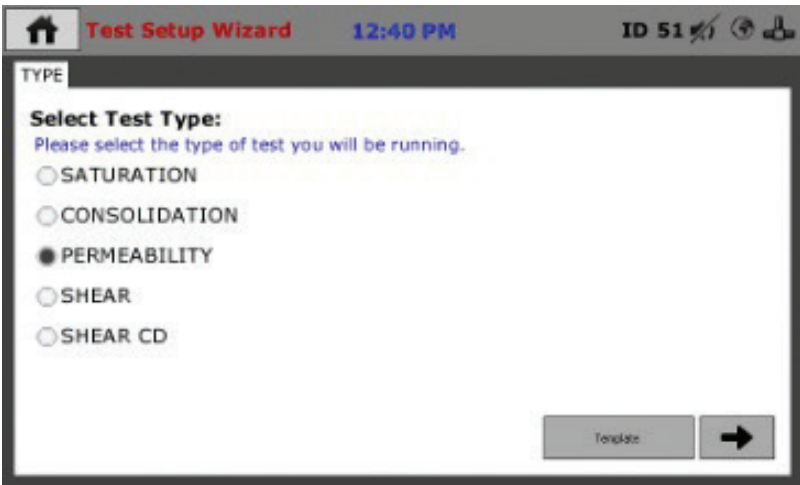 Test Setup Wizard 12:40 PM ID 51
TYPE
Select Test Type:
Please select the type of test you will be running.
SATURATION
CONSOLIDATION
PERMEABILITY
SHEAR
SHEAR CD
Template